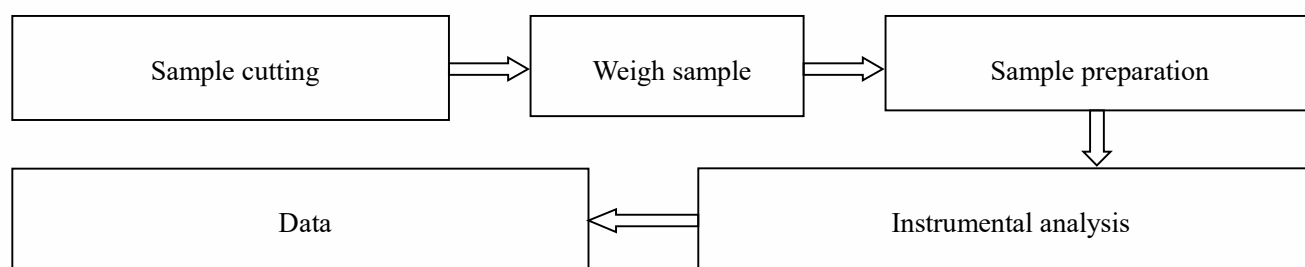 Sample cutting
Weigh sample
Sample preparation
Instrumental analysis
Data